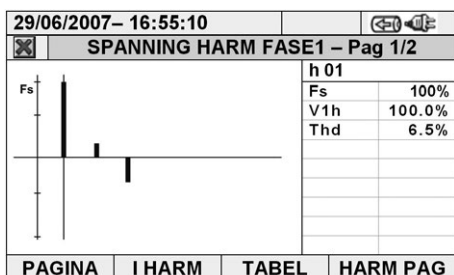 29/06/2007– 16:55:10
SPANNING HARM FASE1 – Pag 1/2
Fs
h 01
Fs 100%
V1h 100.0%
Thd 6.5%
PAGINA I HARM TABEL HARM PAG